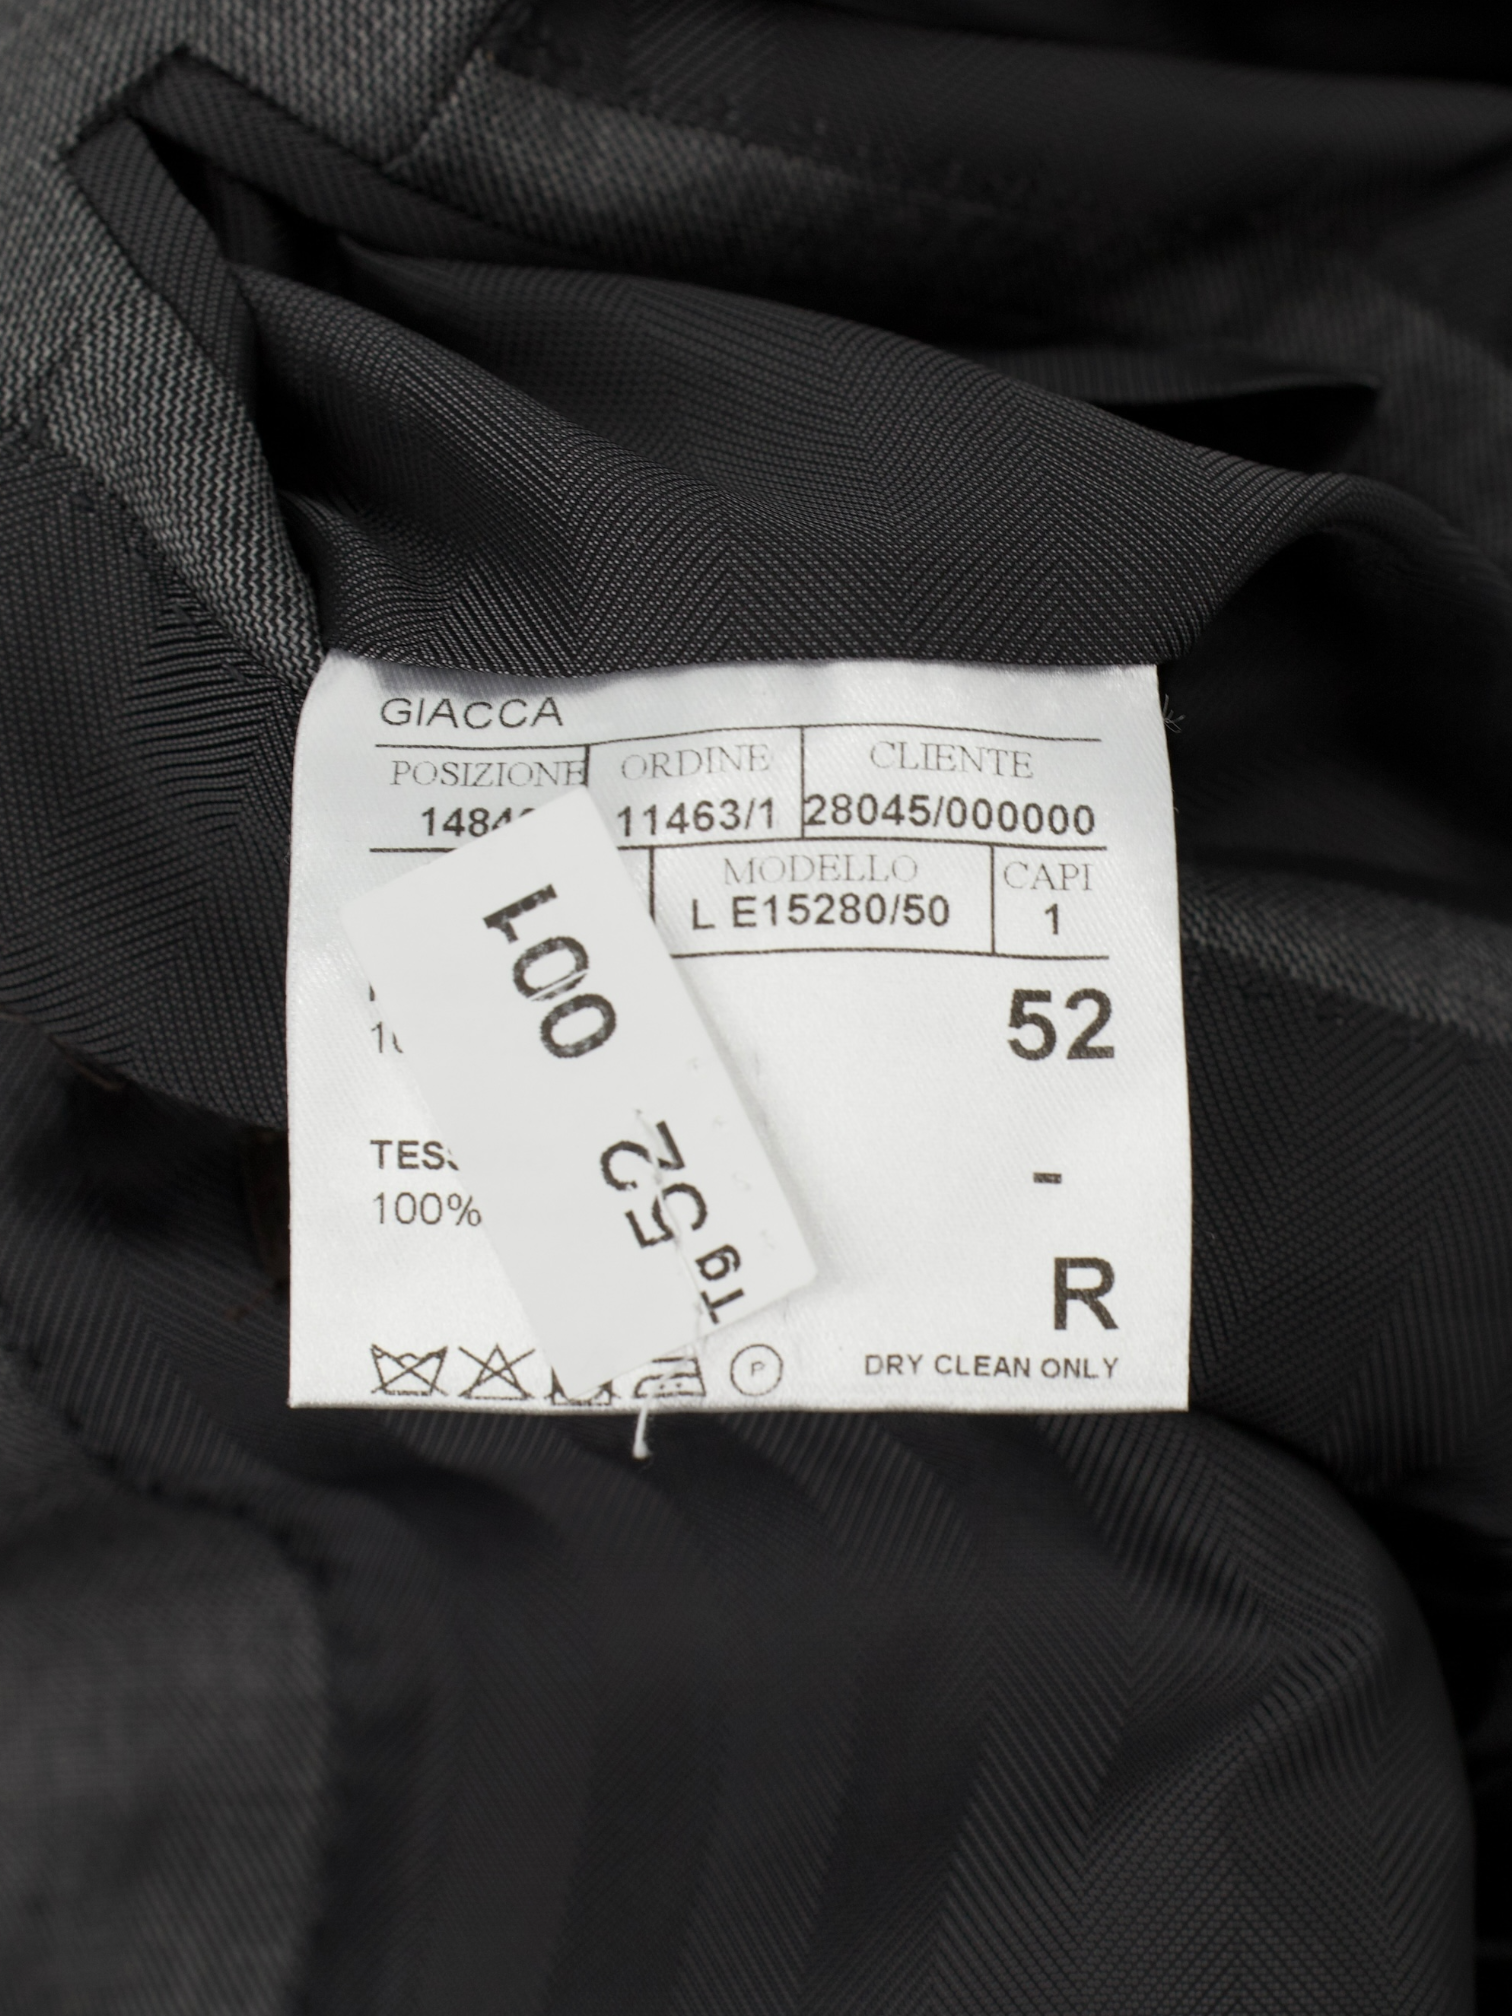 GIACCA
POSIZIONE ORDINE CLIENTE
11463/1 28045/000000
MODELLO CAPI
L E15280/50 1
52
100%
-
R
DRY CLEAN ONLY
P
001
Tg 52